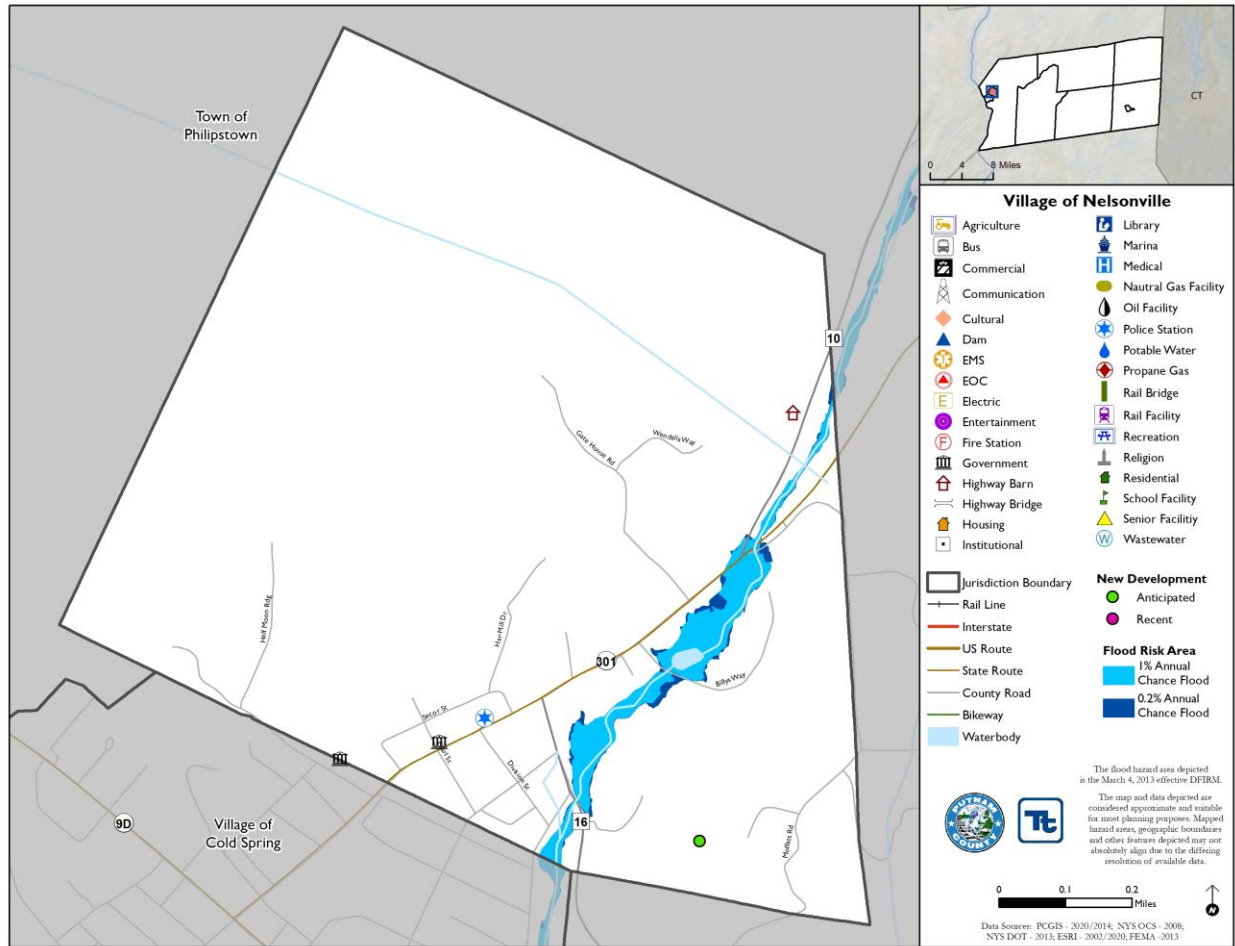 Town of
Philipstown
10
Gate House Rd
Wendells Way
Half Moon Rdg
Secor St
301
Billys Way
Division St
16
Moffett Rd
9D
Village of
Cold Spring
CT
0 4 8 Miles
Village of Nelsonville
Agriculture
Bus
Commercial
Communication
Cultural
Dam
EMS
EOC
E Electric
Entertainment
F Fire Station
Government
Highway Barn
Highway Bridge
Housing
Institutional
Library
Marina
H Medical
Nautral Gas Facility
Oil Facility
Police Station
Potable Water
Propane Gas
Rail Bridge
Rail Facility
Recreation
Religion
Residential
School Facility
Senior Facilitiy
W Wastewater
Jurisdiction Boundary
Rail Line
Interstate
US Route
State Route
County Road
Bikeway
Waterbody
New Development
Anticipated
Recent
Flood Risk Area
1% Annual
Chance Flood
0.2% Annual
Chance Flood
The flood hazard area depicted
is the March 4, 2013 effective DFIRM.
The map and data depicted are
considered approximate and suitable
for most planning purposes. Mapped
hazard areas, geographic boundaries
and other features depicted may not
absolutely align due to the differing
resolution of available data.
PUTNAM
COUNTY
Tt
0 0.1 0.2
Miles
N
Data Sources: PCGIS - 2020/2014; NYS OCS - 2008;
NYS DOT - 2013; ESRI - 2002/2020; FEMA -2013